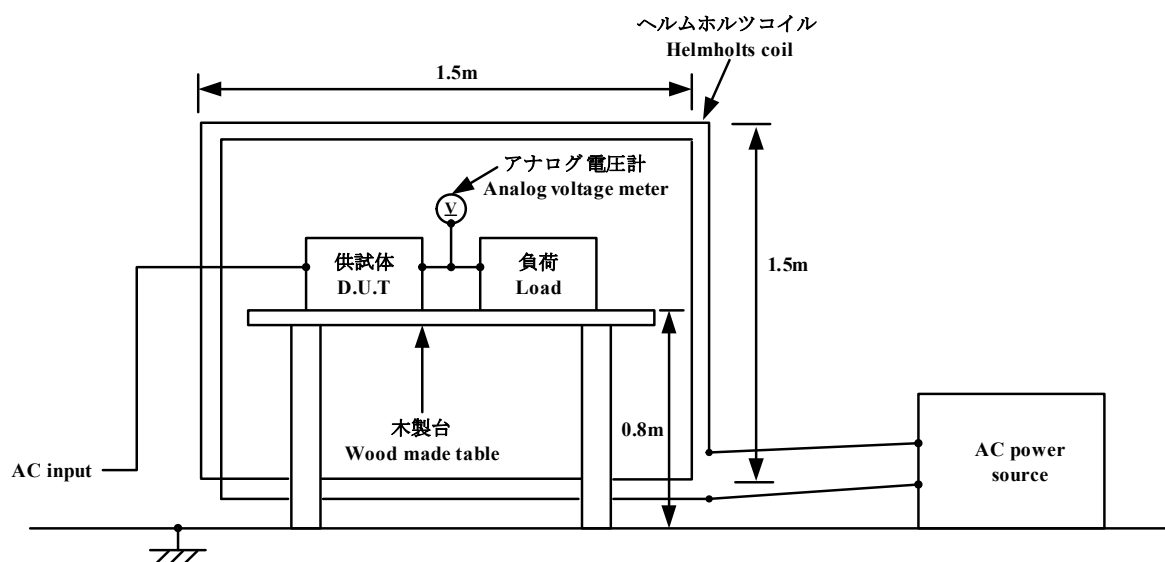 ヘルムホルツコイル
Helmholts coil
1.5m
アナログ電圧計
Analog voltage meter
V
供試体
D.U.T
負荷
Load
1.5m
木製台
Wood made table
0.8m
AC input
AC power
source